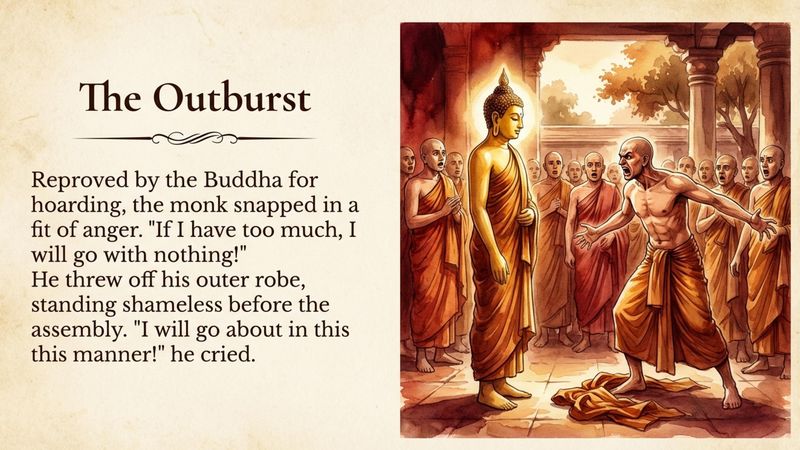 The Outburst
Reproved by the Buddha for
hoarding, the monk snapped in a
fit of anger. "If I have too much, I
will go with nothing!"
He threw off his outer robe,
standing shameless before the
assembly. "I will go about in this
this manner!" he cried.